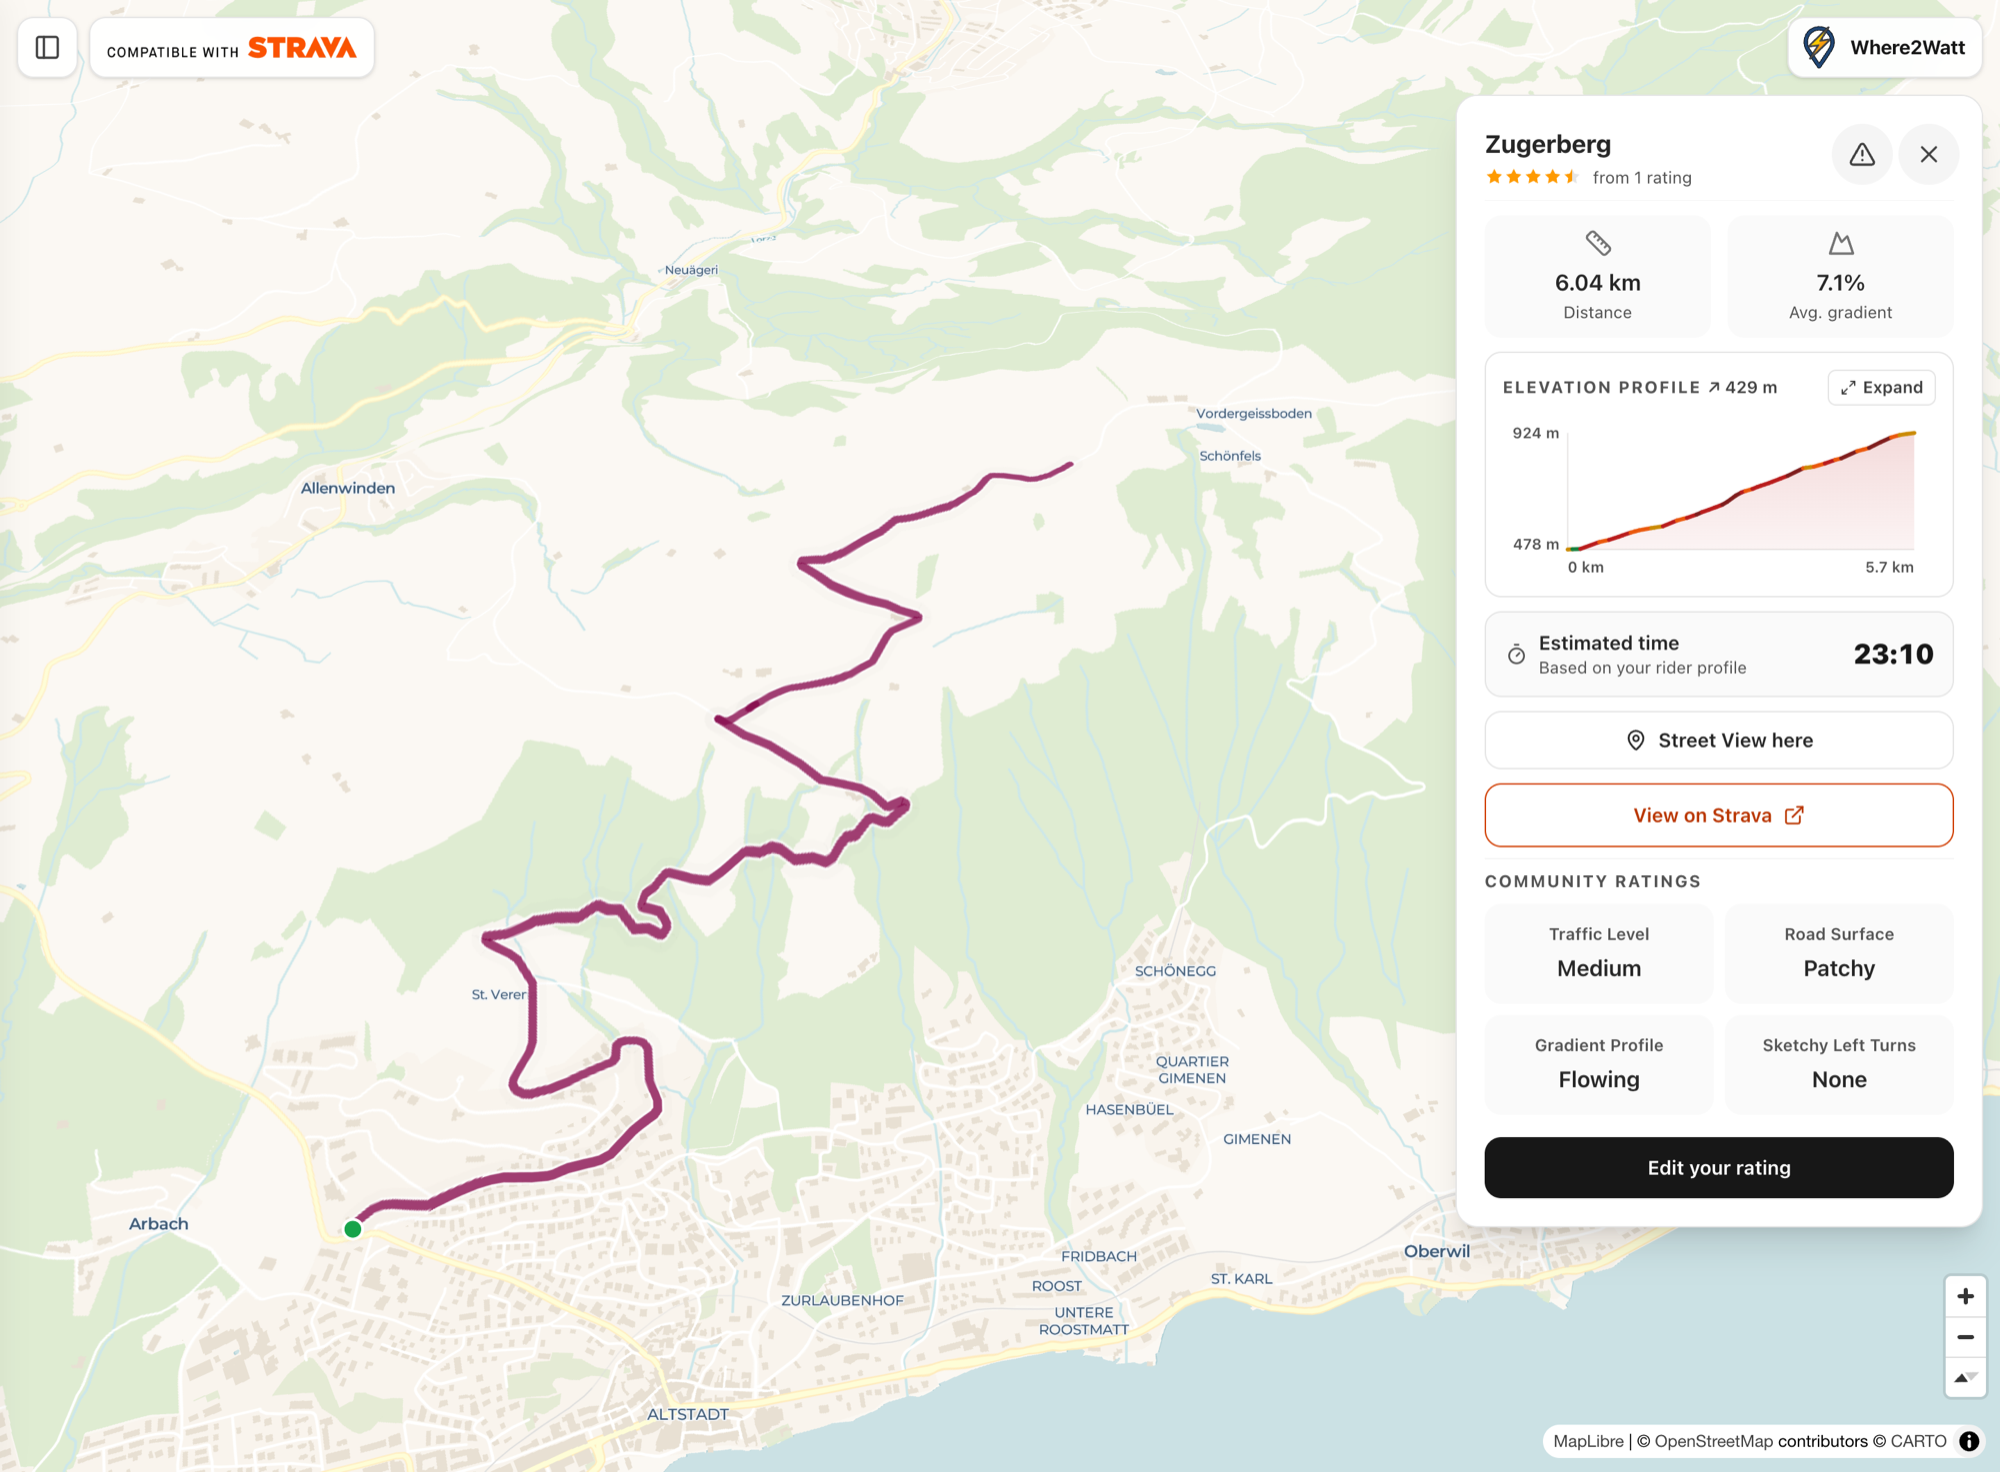 COMPATIBLE WITH STRAVA
Where2Watt
Zugerberg
from 1 rating
6.04 km
Distance
7.1%
Avg. gradient
ELEVATION PROFILE ↗ 429 m
Expand
924 m
478 m
0 km
5.7 km
Estimated time
Based on your rider profile
23:10
Street View here
View on Strava
COMMUNITY RATINGS
Traffic Level
Medium
Road Surface
Patchy
Gradient Profile
Flowing
Sketchy Left Turns
None
Edit your rating
Lorze
Neuägeri
Vordergeissboden
Schönfels
Allenwinden
St. Veren
SCHÖNEGG
QUARTIER
GIMENEN
HASENBÜEL
GIMENEN
Arbach
FRIDBACH
Oberwil
ROOST
ST. KARL
ZURLAUBENHOF
UNTERE
ROOSTMATT
ALTSTADT
MapLibre | © OpenStreetMap contributors © CARTO